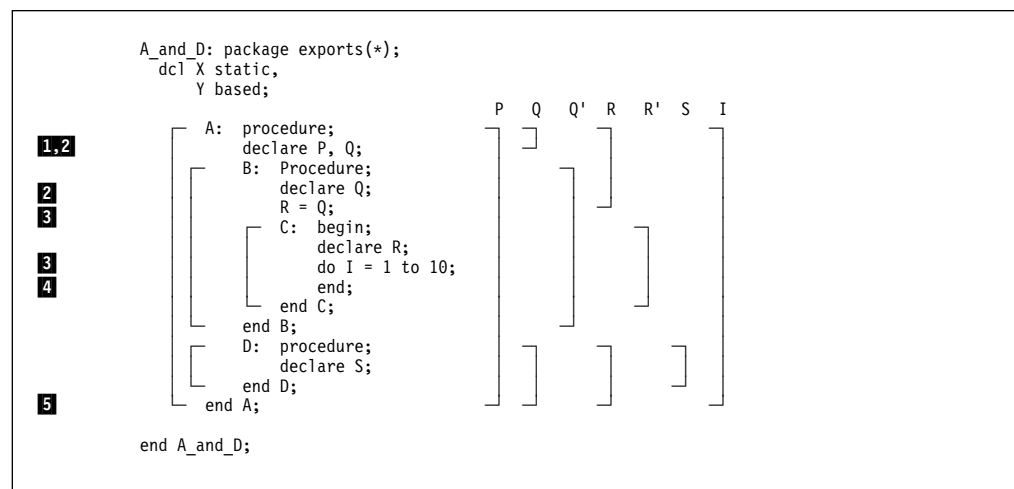 A_and_D: package exports(*);
dcl X static,
Y based;
P Q Q' R R' S I
A: procedure;
1,2 declare P, Q;
B: Procedure;
2 declare Q;
3 R = Q;
C: begin;
declare R;
3 do I = 1 to 10;
4 end;
end C;
end B;
D: procedure;
declare S;
end D;
5 end A;
end A_and_D;